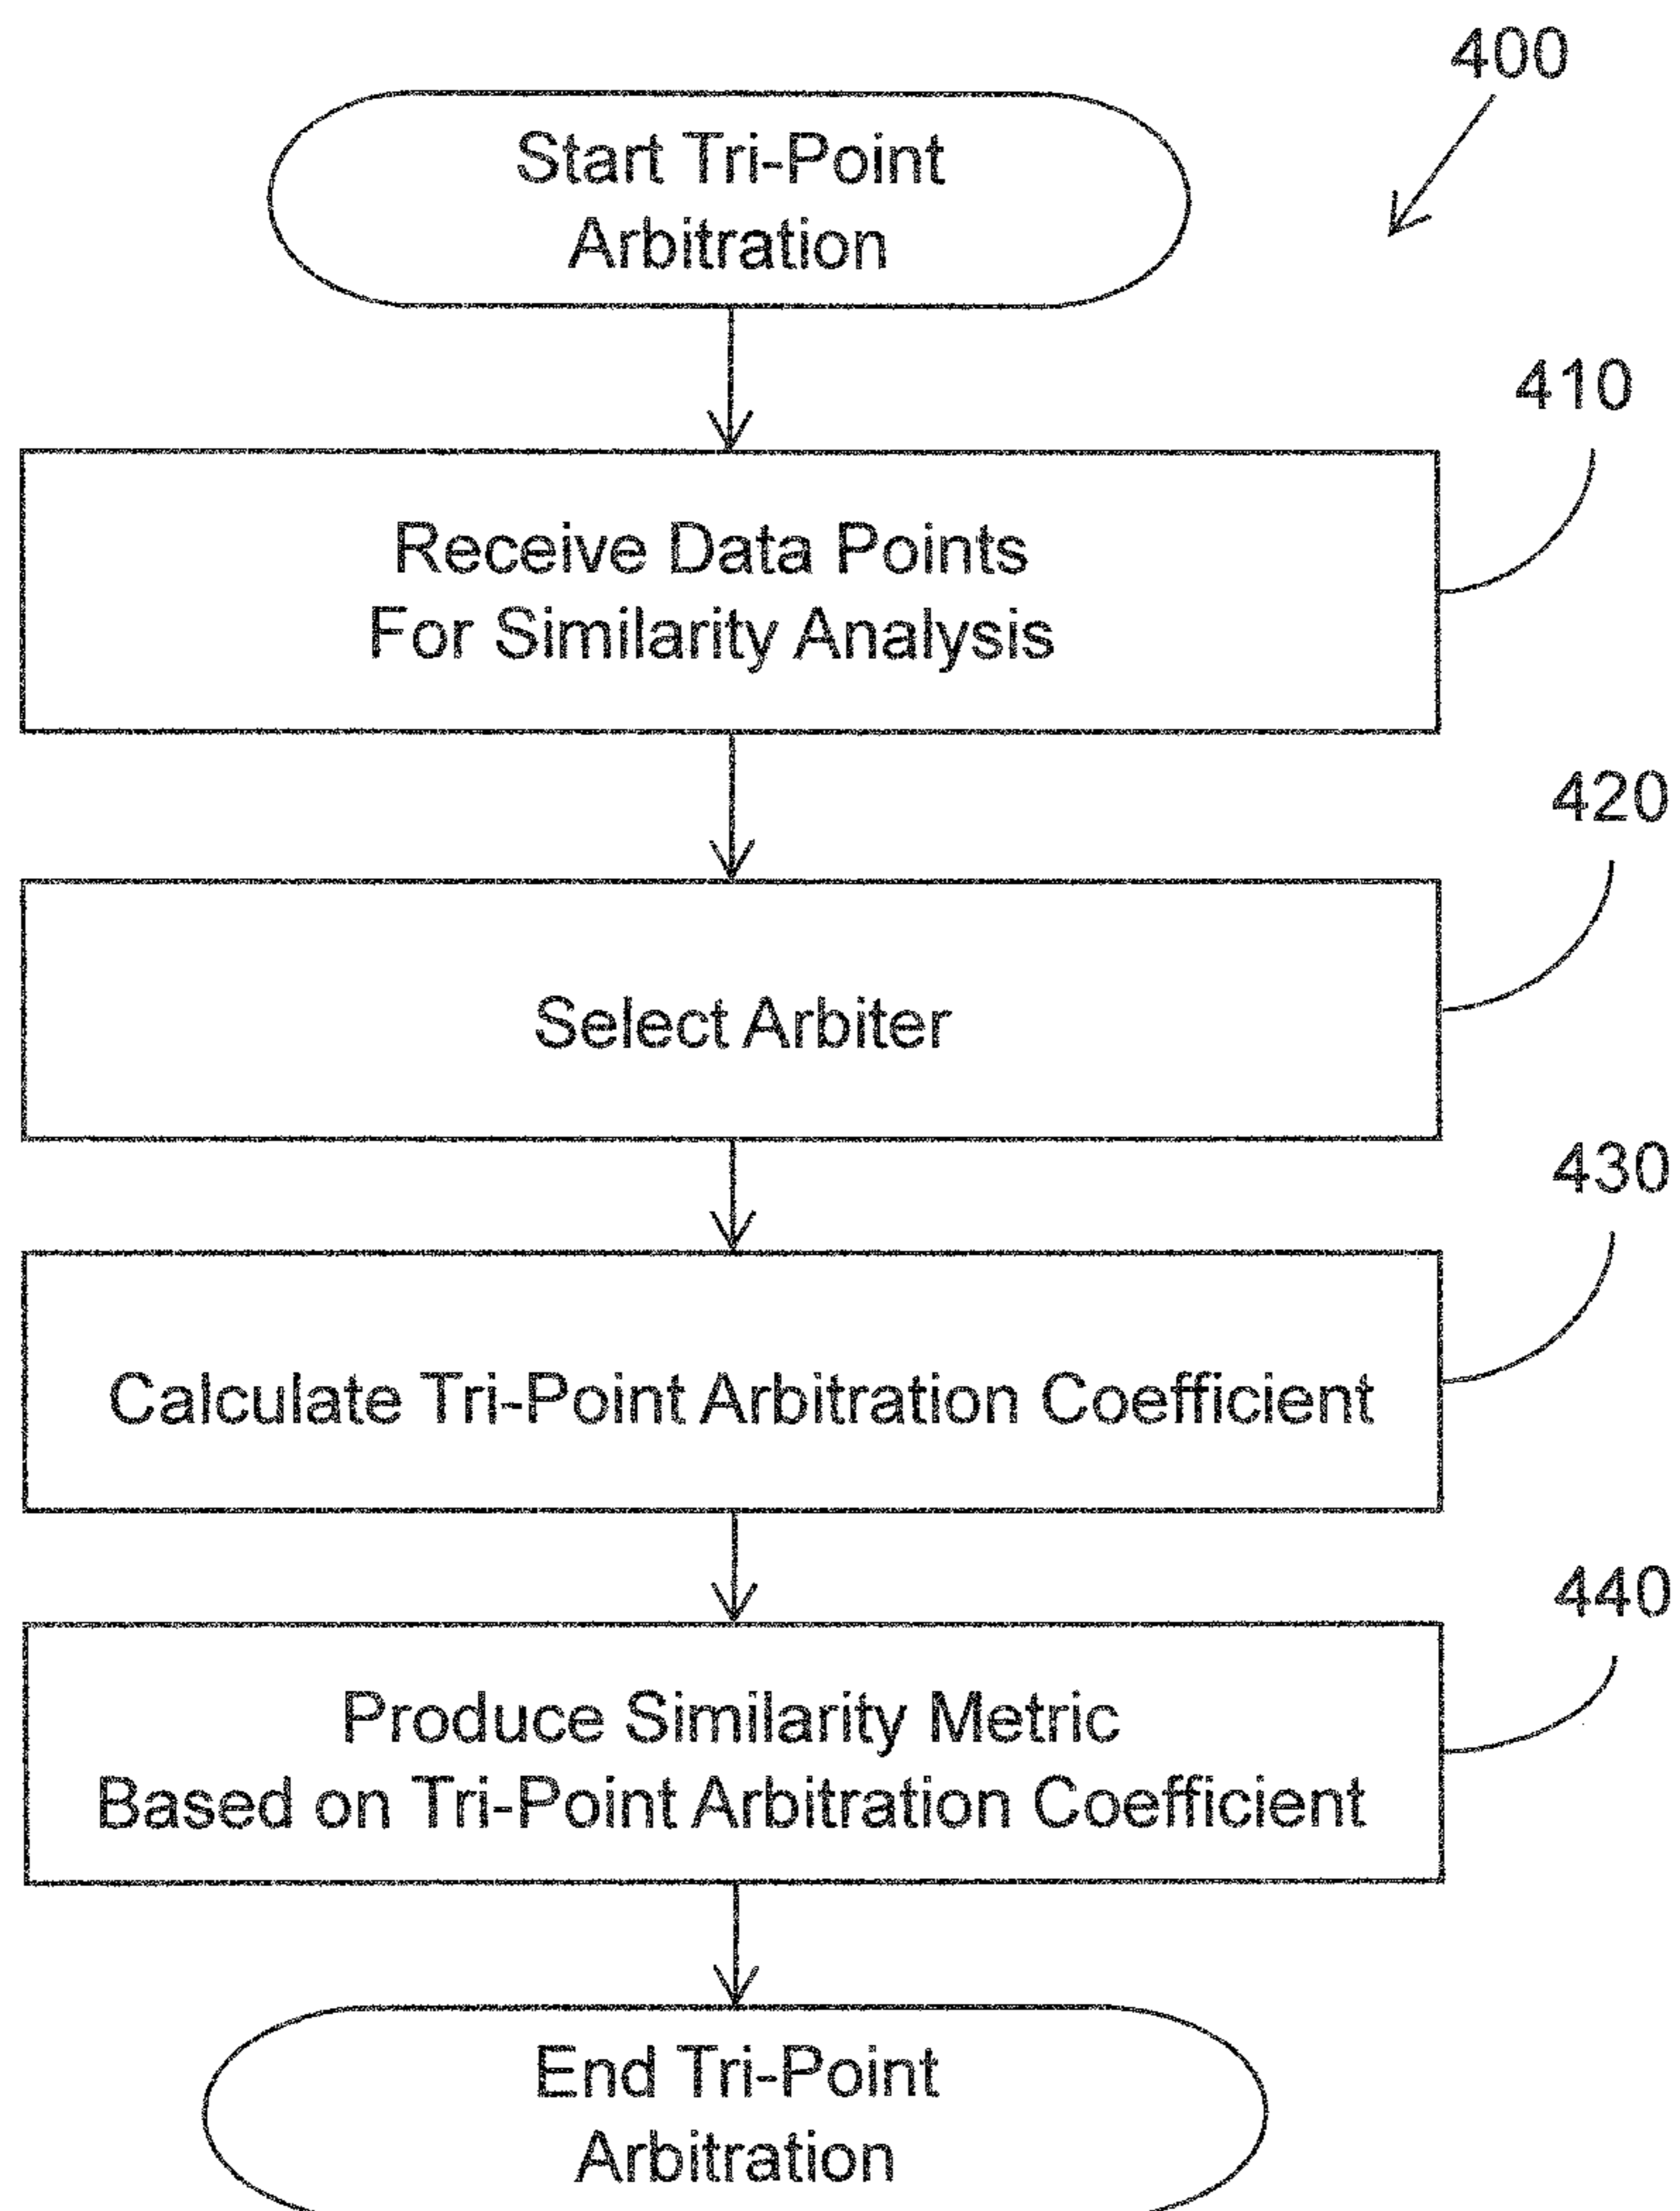 400
Start Tri-Point
Arbitration
410
Receive Data Points
For Similarity Analysis
420
Select Arbiter
430
Calculate Tri-Point Arbitration Coefficient
440
Produce Similarity Metric
Based on Tri-Point Arbitration Coefficient
End Tri-Point
Arbitration